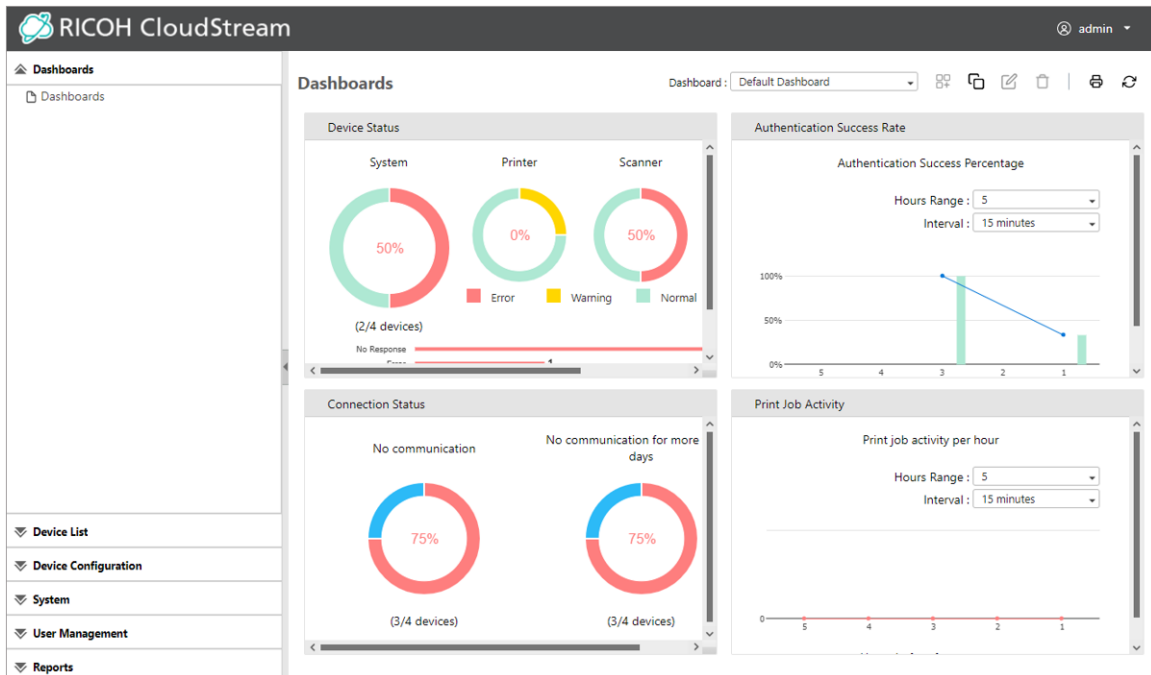 RICOH CloudStream
admin
Dashboards
Dashboards
Device List
Device Configuration
System
User Management
Reports
Dashboards
Dashboard : Default Dashboard
Device Status
System Printer Scanner
50% 0% 50%
Error Warning Normal
(2/4 devices)
No Response
Authentication Success Rate
Authentication Success Percentage
Hours Range : 5
Interval : 15 minutes
100%
50%
0%
5 4 3 2 1
Connection Status
No communication
No communication for more
days
75% 75%
(3/4 devices) (3/4 devices)
Print Job Activity
Print job activity per hour
Hours Range : 5
Interval : 15 minutes
0
5 4 3 2 1